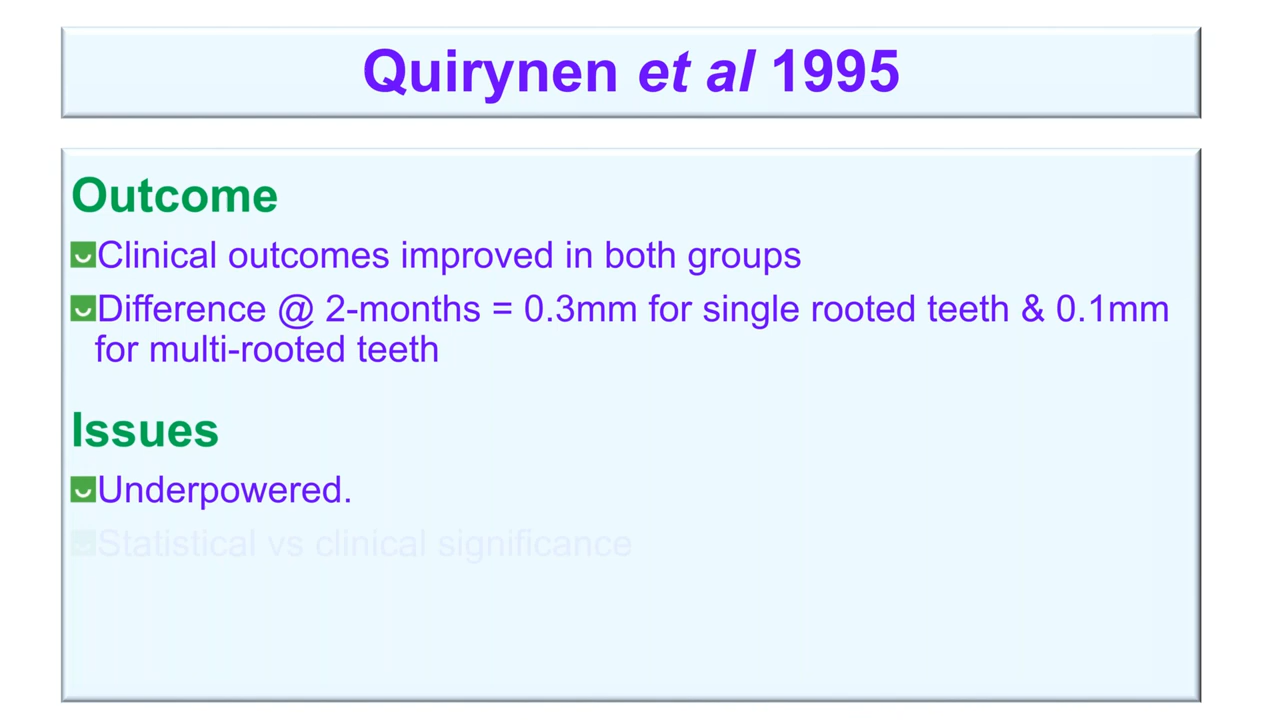 Quirynen et al 1995
Outcome
Clinical outcomes improved in both groups
Difference @ 2-months = 0.3mm for single rooted teeth & 0.1mm
for multi-rooted teeth
Issues
Underpowered.
Statistical vs clinical significance